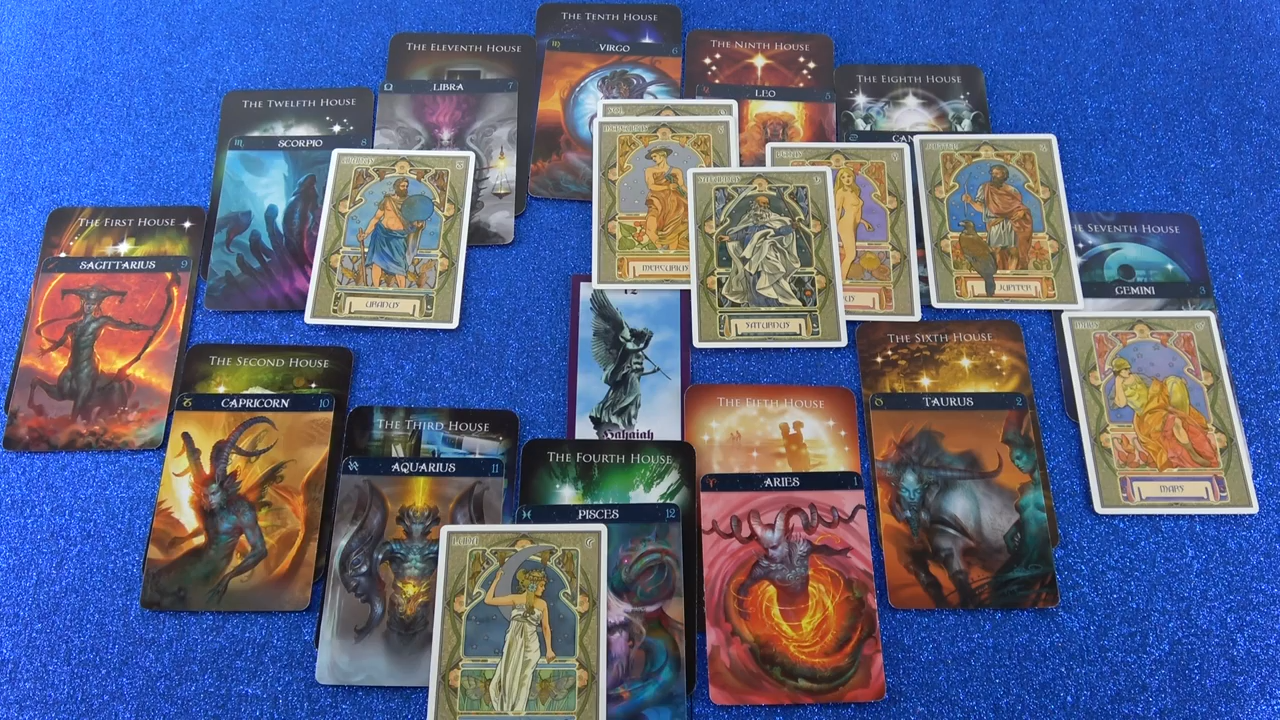 THE TENTH HOUSE
VIRGO 6
THE ELEVENTH HOUSE
LIBRA 7
THE NINTH HOUSE
LEO 5
THE EIGHTH HOUSE
CAN
THE TWELFTH HOUSE
SCORPIO 8
URANUS
MERCURIUS
SATURNUS
JUPITER
THE FIRST HOUSE
SAGITTARIUS 9
THE SEVENTH HOUSE
GEMINI 3
MARS
12
Hahaiah
THE SECOND HOUSE
CAPRICORN 10
THE THIRD HOUSE
AQUARIUS 11
THE FOURTH HOUSE
PISCES 12
LUNA
THE FIFTH HOUSE
ARIES 1
THE SIXTH HOUSE
TAURUS 2